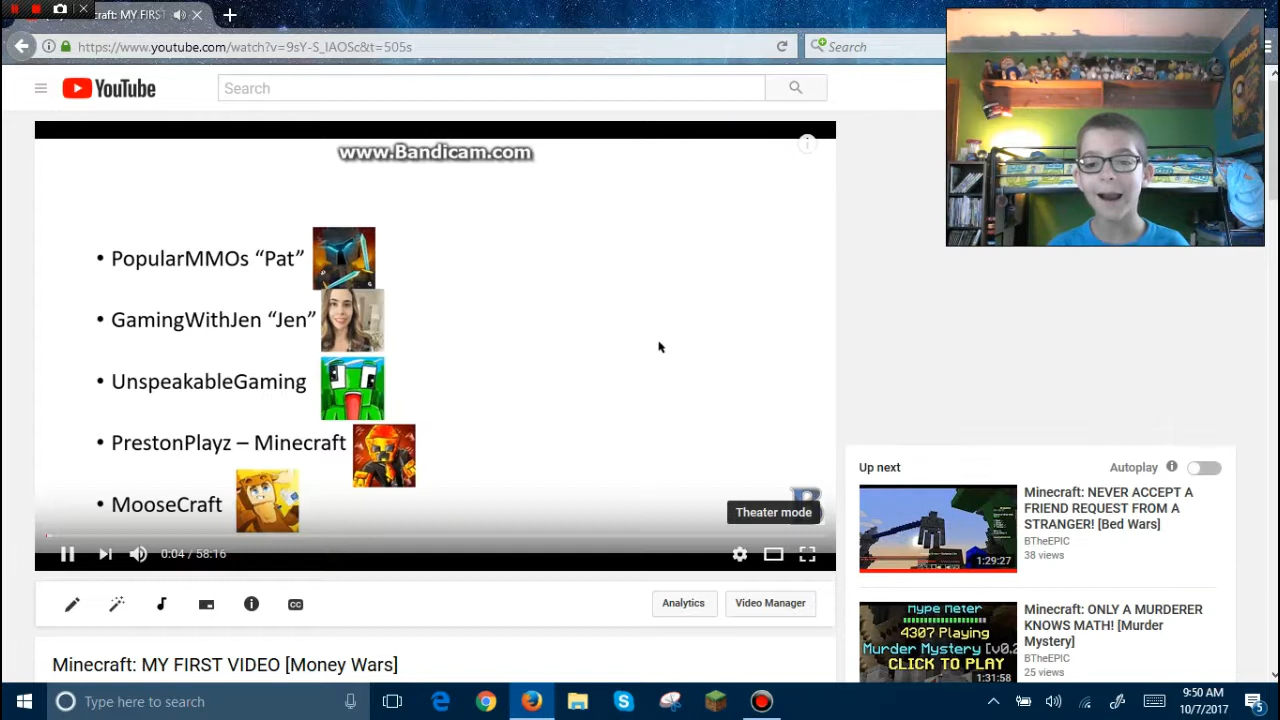 craft: MY FIRST
https://www.youtube.com/watch?v=9sY-S_IAOSc&t=505s
Search
YouTube
Search
www.Bandicam.com
• PopularMMOs “Pat”
• GamingWithJen “Jen”
• UnspeakableGaming
• PrestonPlayz – Minecraft
• MooseCraft
Theater mode
0:04 / 58:16
CC
Analytics
Video Manager
Minecraft: MY FIRST VIDEO [Money Wars]
Up next
Autoplay
Minecraft: NEVER ACCEPT A
FRIEND REQUEST FROM A
STRANGER! [Bed Wars]
BTheEPIC
38 views
1:29:27
Minecraft: ONLY A MURDERER
KNOWS MATH! [Murder
Mystery]
BTheEPIC
25 views
Hype Meter
4307 Playing
Murder Mystery [v0.2
CLICK TO PLAY
1:31:58
Type here to search
9:50 AM
10/7/2017
5